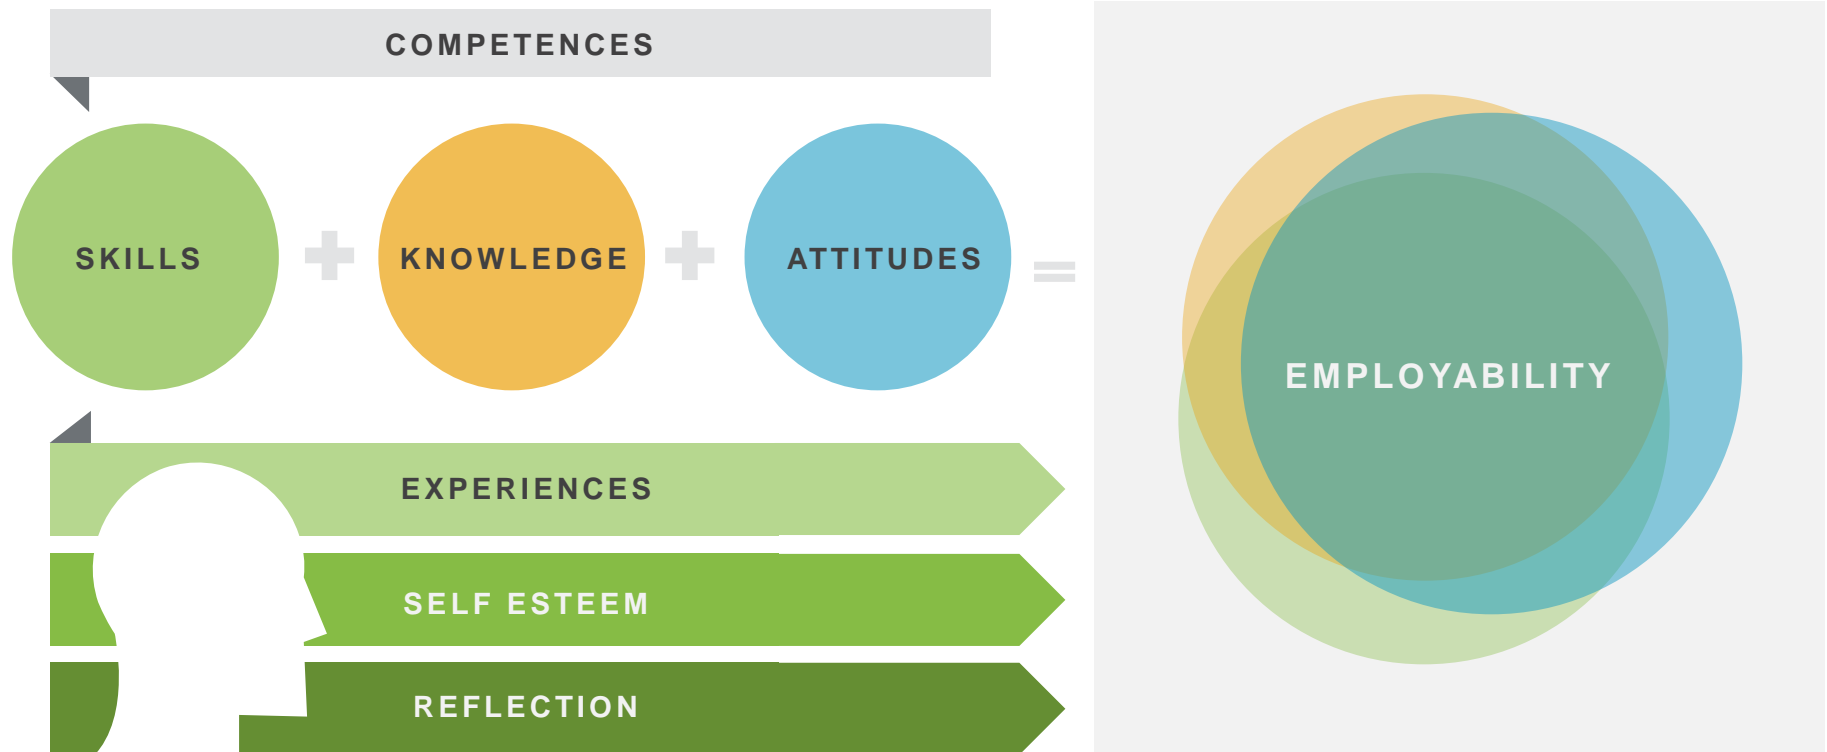 COMPETENCES
SKILLS + KNOWLEDGE + ATTITUDES =
EMPLOYABILITY
EXPERIENCES
SELF ESTEEM
REFLECTION